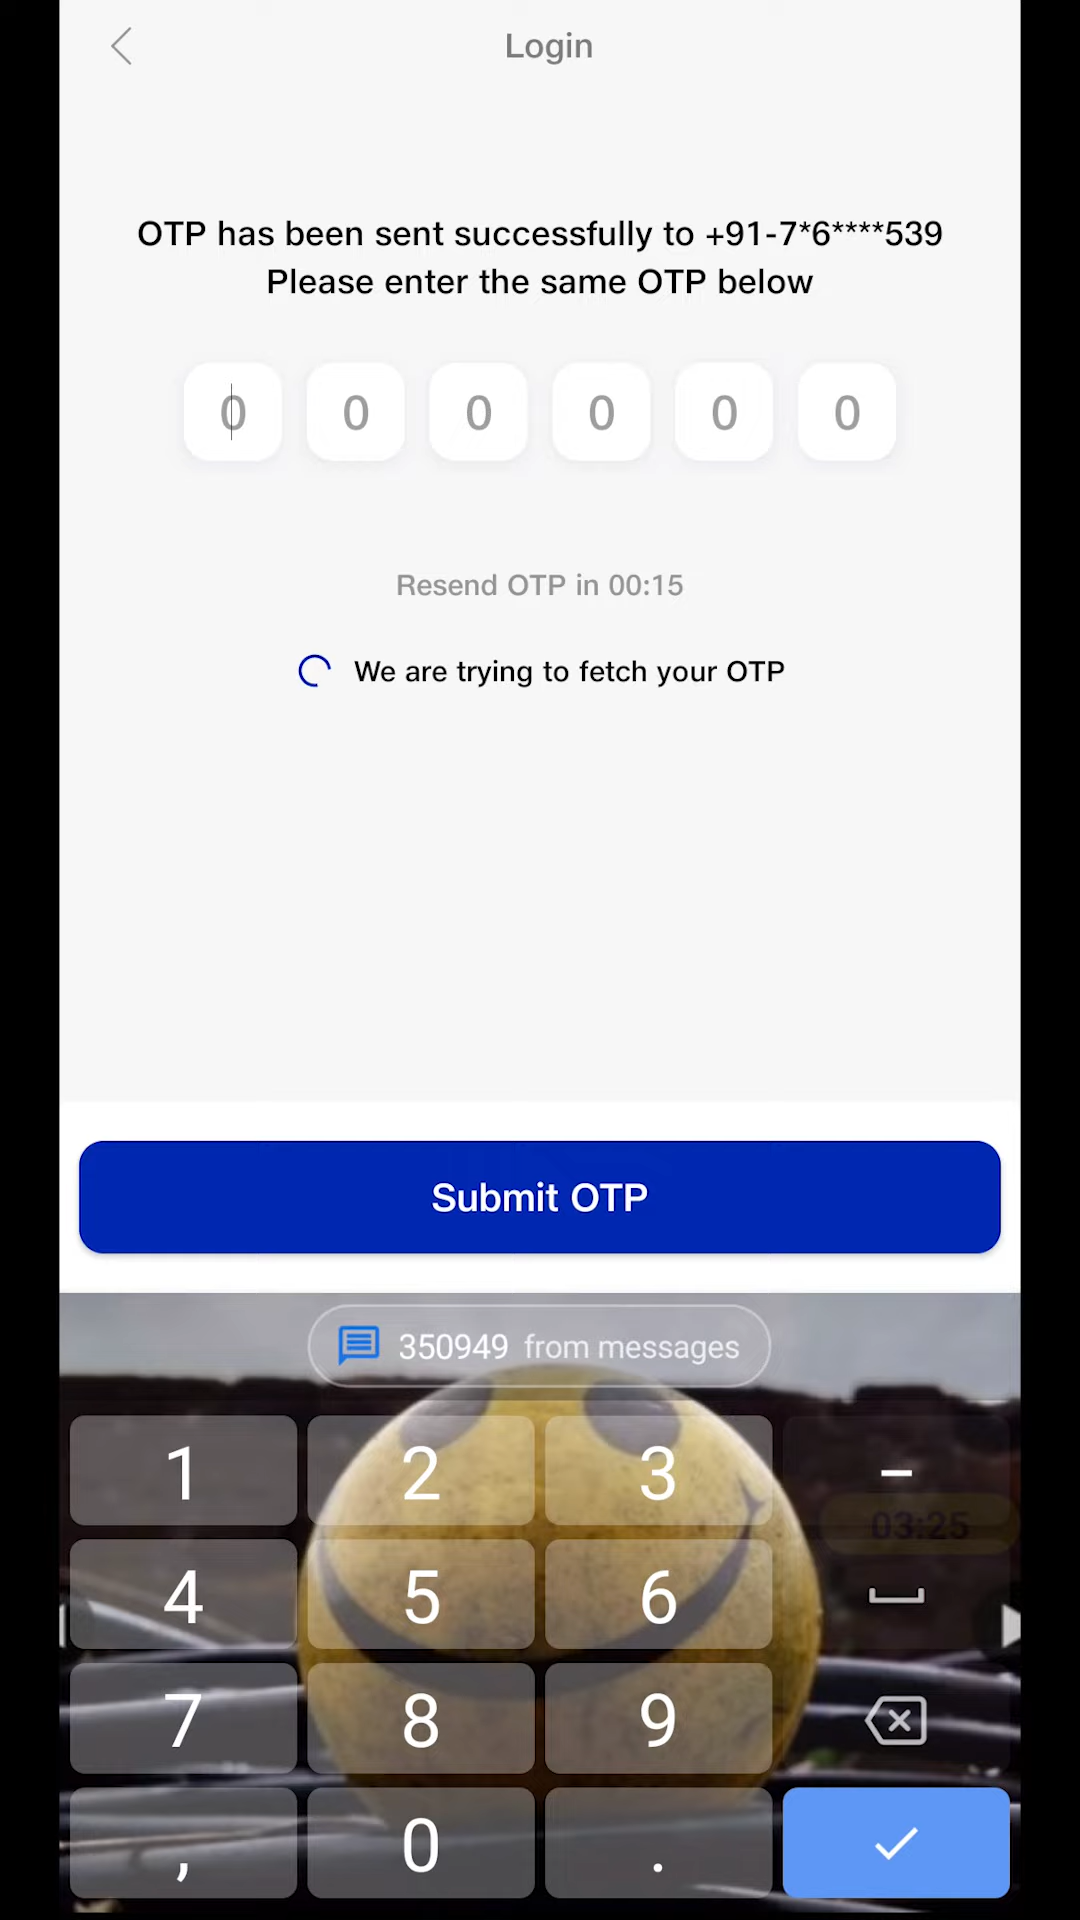 Login
OTP has been sent successfully to +91-7*6****539
Please enter the same OTP below
0 0 0 0 0 0
Resend OTP in 00:15
We are trying to fetch your OTP
Submit OTP
350949 from messages
1 2 3 –
03:25
4 5 6
7 8 9
, 0 .